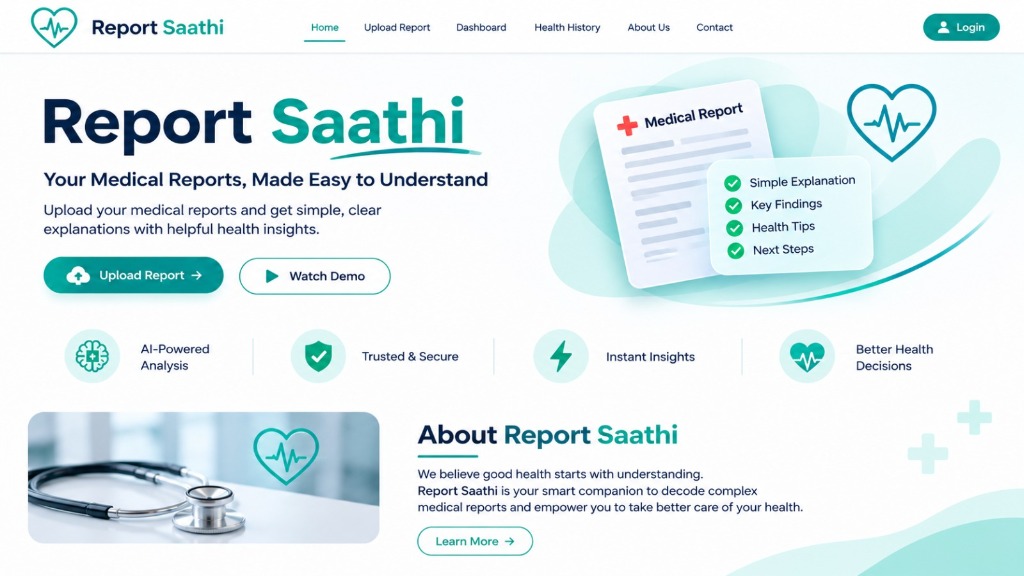 Report Saathi
Home
Upload Report
Dashboard
Health History
About Us
Contact
Login
Report Saathi
Your Medical Reports, Made Easy to Understand
Upload your medical reports and get simple, clear
explanations with helpful health insights.
Upload Report →
Watch Demo
Medical Report
Simple Explanation
Key Findings
Health Tips
Next Steps
AI-Powered
Analysis
Trusted & Secure
Instant Insights
Better Health
Decisions
About Report Saathi
We believe good health starts with understanding.
Report Saathi is your smart companion to decode complex
medical reports and empower you to take better care of your health.
Learn More →